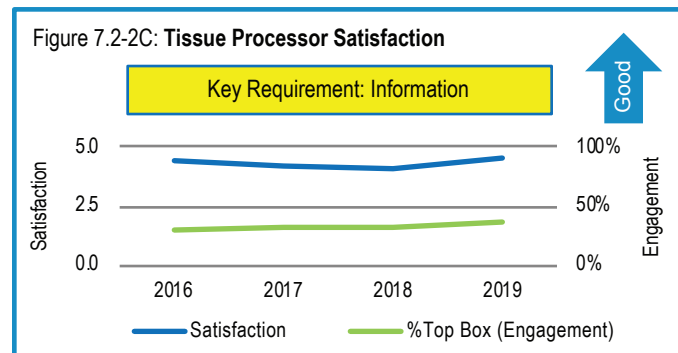 Figure 7.2-2C: Tissue Processor Satisfaction
Good
Key Requirement: Information
5.0 100%
Satisfaction Engagement
2.5 50%
0.0 0%
2016 2017 2018 2019
Satisfaction %Top Box (Engagement)